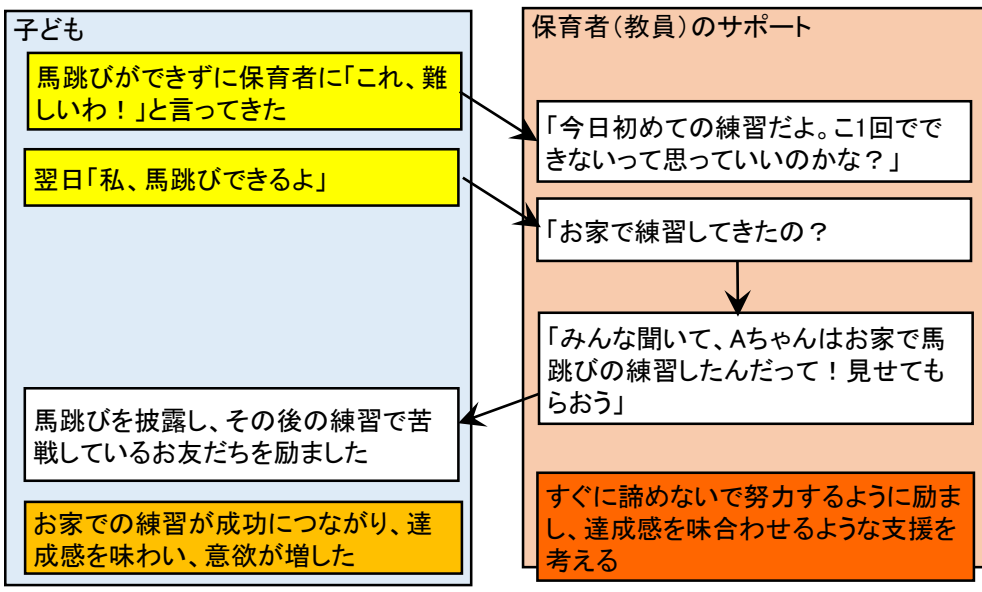 子ども
馬跳びができずに保育者に「これ、難
しいわ！」と言ってきた
翌日「私、馬跳びできるよ」
馬跳びを披露し、その後の練習で苦
戦しているお友だちを励ました
お家での練習が成功につながり、達
成感を味わい、意欲が増した
保育者（教員）のサポート
「今日初めての練習だよ。こ1回でで
きないって思っていいのかな？」
「お家で練習してきたの？
「みんな聞いて、Aちゃんはお家で馬
跳びの練習したんだって！見せても
らおう」
すぐに諦めないで努力するように励ま
し、達成感を味合わせるような支援を
考える